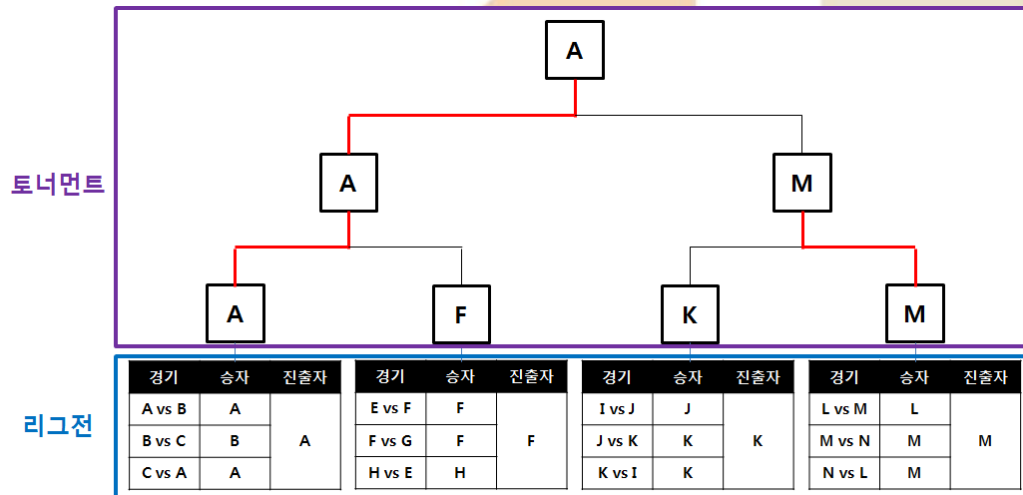 A
토너먼트
A
M
A
F
K
M
리그전
경기 승자 진출자
A vs B A
B vs C B A
C vs A A
경기 승자 진출자
E vs F F
F vs G F F
H vs E H
경기 승자 진출자
I vs J J
J vs K K K
K vs I K
경기 승자 진출자
L vs M L
M vs N M M
N vs L M